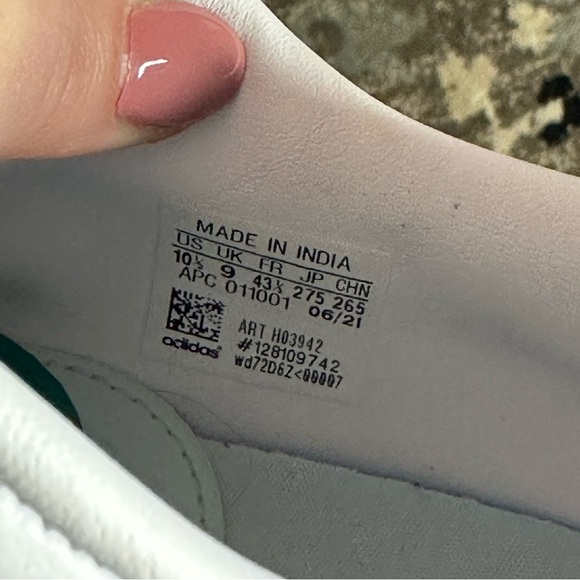 MADE IN INDIA
US UK FR JP CHN
10½ 9 43⅓ 275 265
APC 011001 06/21
ART H03942
#128109742
adidas
wd72D6Z<00007